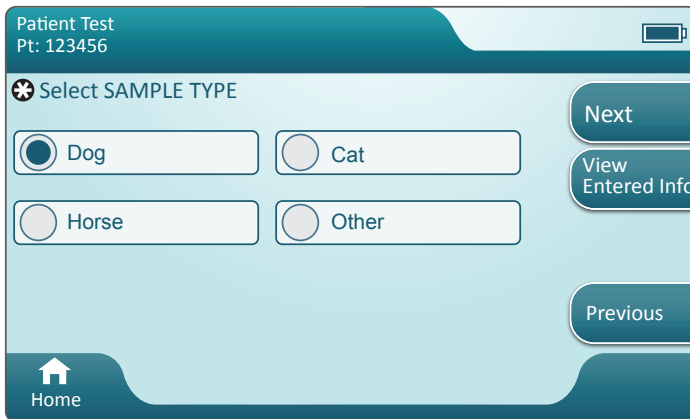 Patient Test
Pt: 123456
Select SAMPLE TYPE
Dog
Cat
Horse
Other
Next
View
Entered Info
Previous
Home